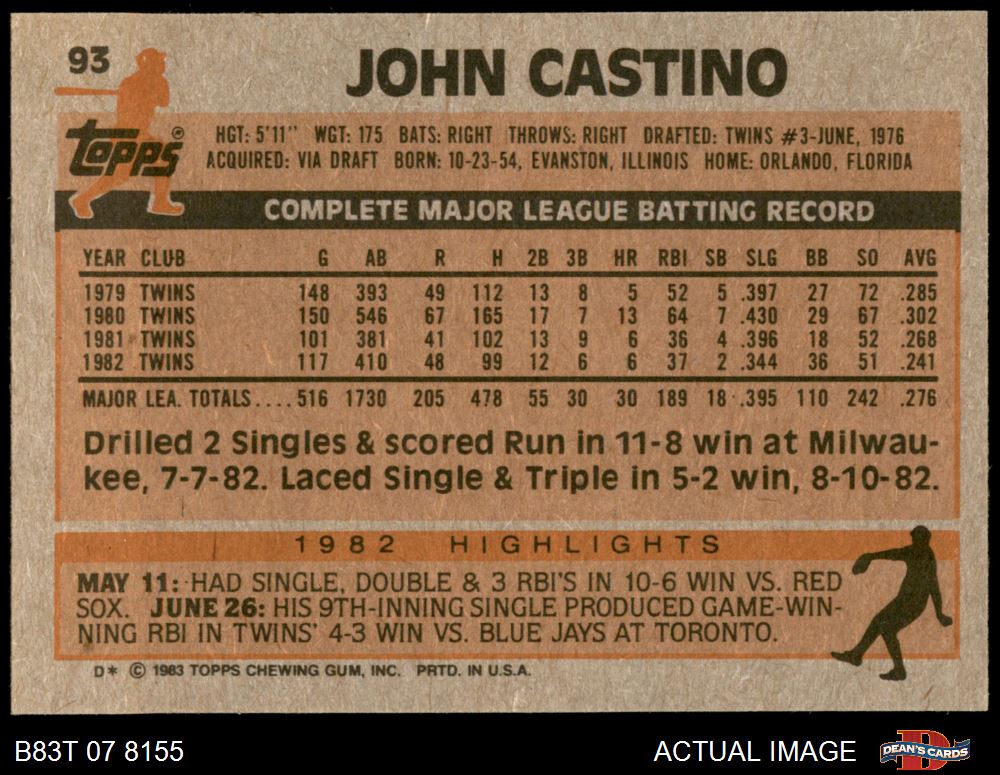 93
JOHN CASTINO
topps ®
HGT: 5'11" WGT: 175 BATS: RIGHT THROWS: RIGHT DRAFTED: TWINS #3-JUNE, 1976
ACQUIRED: VIA DRAFT BORN: 10-23-54, EVANSTON, ILLINOIS HOME: ORLANDO, FLORIDA
COMPLETE MAJOR LEAGUE BATTING RECORD
YEAR CLUB G AB R H 2B 3B HR RBI SB SLG BB SO AVG
1979 TWINS 148 393 49 112 13 8 5 52 5 .397 27 72 .285
1980 TWINS 150 546 67 165 17 7 13 64 7 .430 29 67 .302
1981 TWINS 101 381 41 102 13 9 6 36 4 .396 18 52 .268
1982 TWINS 117 410 48 99 12 6 6 37 2 .344 36 51 .241
MAJOR LEA. TOTALS.... 516 1730 205 478 55 30 30 189 18 .395 110 242 .276
Drilled 2 Singles & scored Run in 11-8 win at Milwau-
kee, 7-7-82. Laced Single & Triple in 5-2 win, 8-10-82.
1982 HIGHLIGHTS
MAY 11: HAD SINGLE, DOUBLE & 3 RBI'S IN 10-6 WIN VS. RED
SOX. JUNE 26: HIS 9TH-INNING SINGLE PRODUCED GAME-WIN-
NING RBI IN TWINS' 4-3 WIN VS. BLUE JAYS AT TORONTO.
D* © 1983 TOPPS CHEWING GUM, INC. PRTD. IN U.S.A.
B83T 07 8155 ACTUAL IMAGE D DEAN'S CARDS